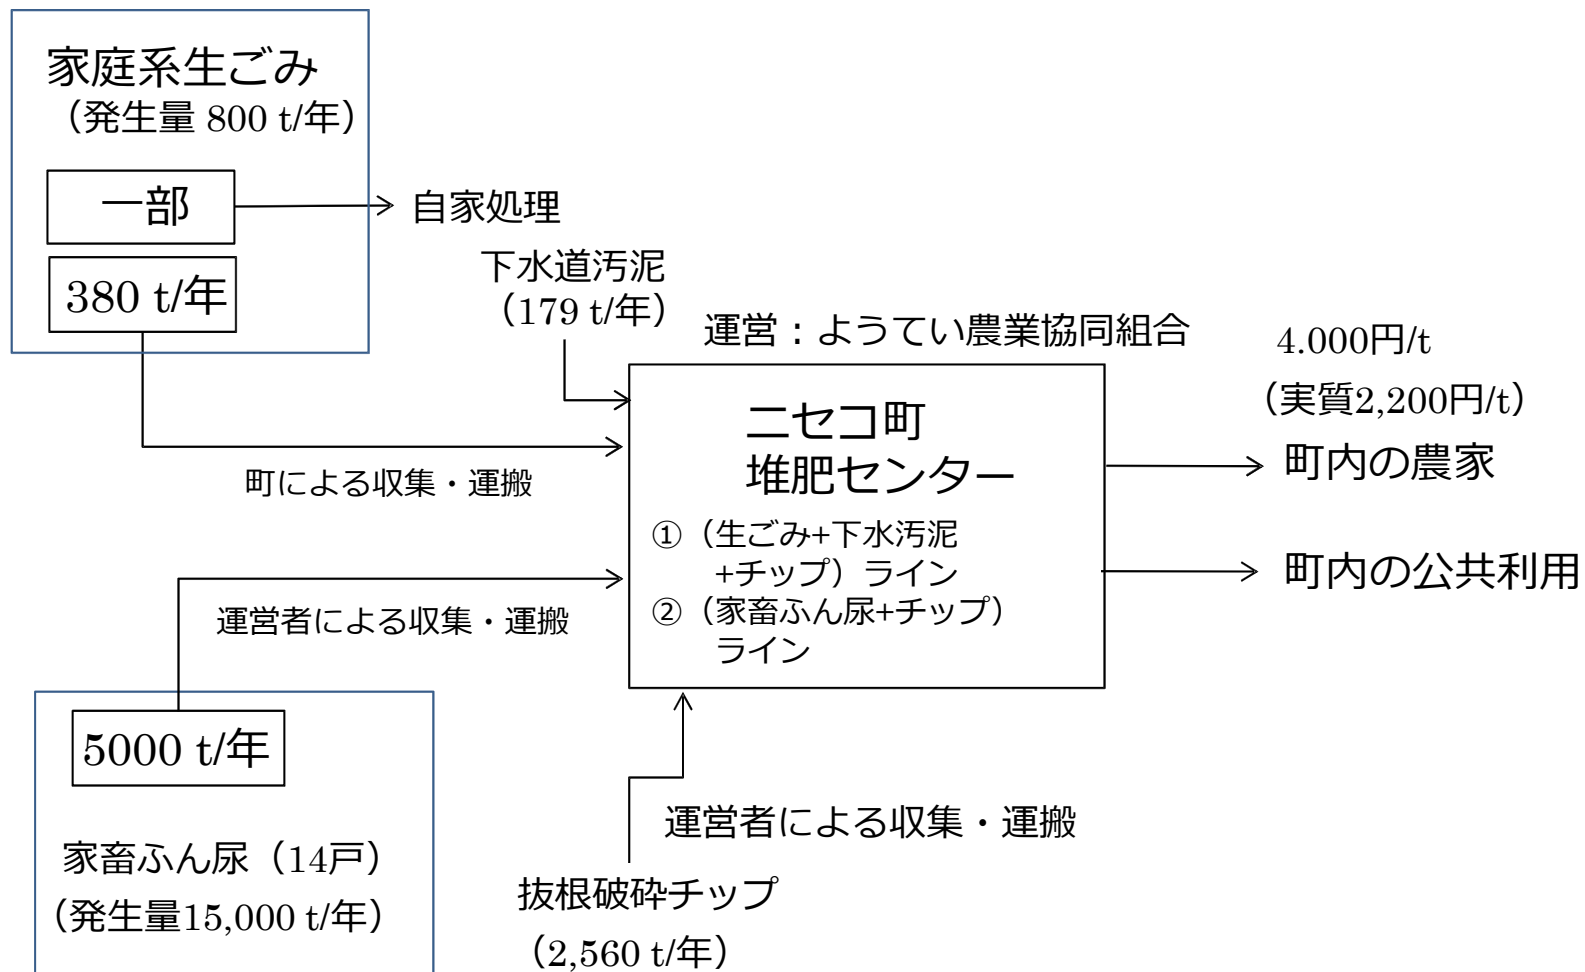 家庭系生ごみ
（発生量 800 t/年）
一部
自家処理
380 t/年
下水道汚泥
（179 t/年）
町による収集・運搬
運営：ようてい農業協同組合
ニセコ町
堆肥センター
①（生ごみ+下水汚泥
+チップ）ライン
②（家畜ふん尿+チップ）
ライン
4.000円/t
（実質2,200円/t）
町内の農家
町内の公共利用
運営者による収集・運搬
5000 t/年
家畜ふん尿（14戸）
（発生量15,000 t/年）
運営者による収集・運搬
抜根破砕チップ
（2,560 t/年）